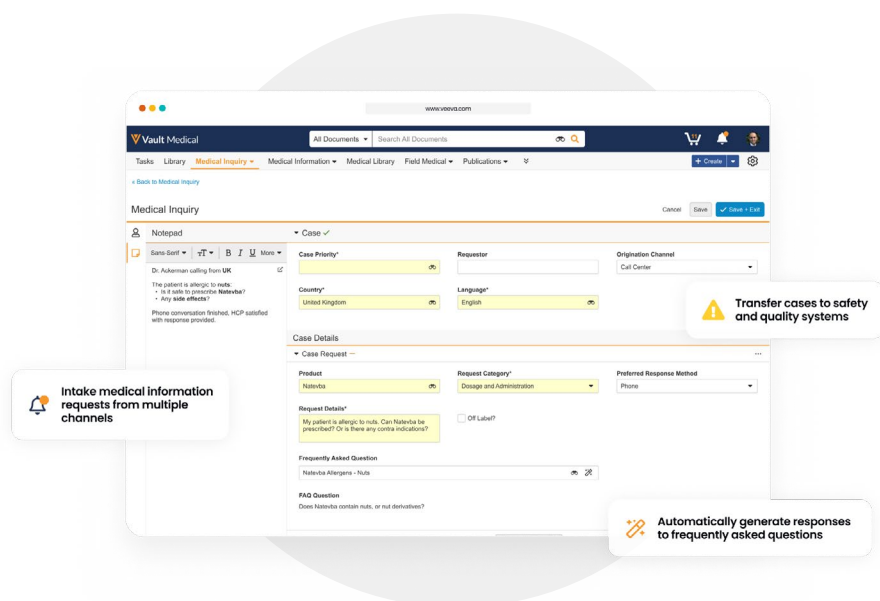 www.veeva.com
Vault Medical
All Documents
Search All Documents
Tasks Library Medical Inquiry Medical Information Medical Library Field Medical Publications
+ Create
« Back to Medical Inquiry
Medical Inquiry
Cancel Save Save + Exit
Notepad
Sans-Serif TT B I U More
Dr. Ackerman calling from UK
The patient is allergic to nuts:
• Is it safe to prescribe Natevba?
• Any side effects?
Phone conversation finished, HCP satisfied
with response provided.
Case
Case Priority* Requestor Origination Channel
Call Center
Country* Language*
United Kingdom English
Case Details
Case Request
Product Request Category* Preferred Response Method
Natevba Dosage and Administration Phone
Request Details*
My patient is allergic to nuts. Can Natevba be
prescribed? Or is there any contra indications?
Off Label?
Frequently Asked Question
Natevba Allergens - Nuts
FAQ Question
Does Natevba contain nuts, or nut derivatives?
Transfer cases to safety
and quality systems
Intake medical information
requests from multiple
channels
Automatically generate responses
to frequently asked questions